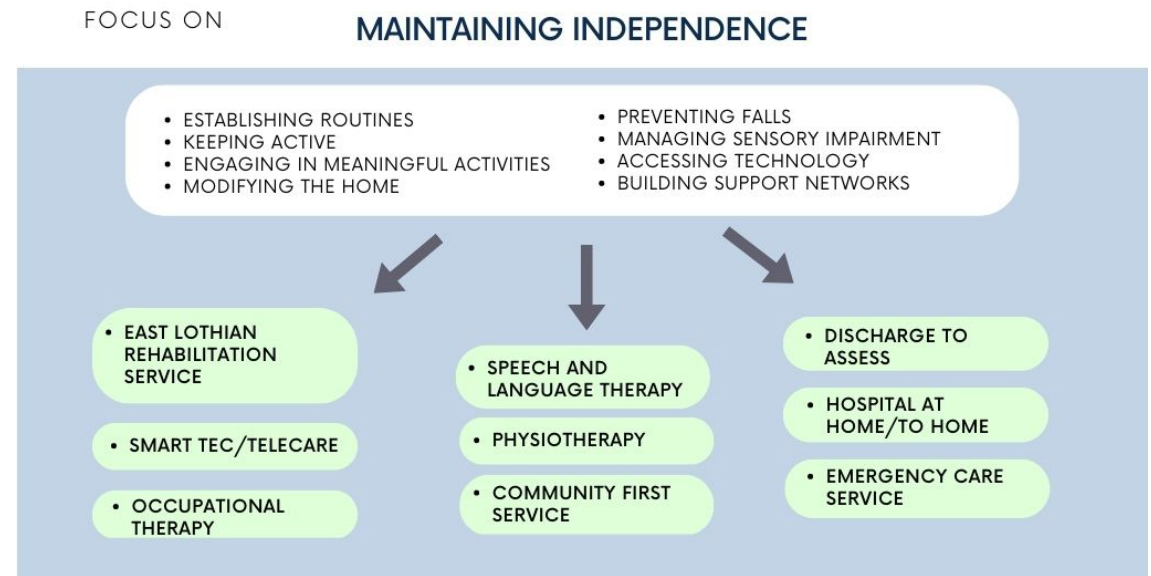 FOCUS ON
MAINTAINING INDEPENDENCE
• ESTABLISHING ROUTINES
• KEEPING ACTIVE
• ENGAGING IN MEANINGFUL ACTIVITIES
• MODIFYING THE HOME
• PREVENTING FALLS
• MANAGING SENSORY IMPAIRMENT
• ACCESSING TECHNOLOGY
• BUILDING SUPPORT NETWORKS
• EAST LOTHIAN
REHABILITATION
SERVICE
• SMART TEC/TELECARE
• OCCUPATIONAL
THERAPY
• SPEECH AND
LANGUAGE THERAPY
• PHYSIOTHERAPY
• COMMUNITY FIRST
SERVICE
• DISCHARGE TO
ASSESS
• HOSPITAL AT
HOME/TO HOME
• EMERGENCY CARE
SERVICE